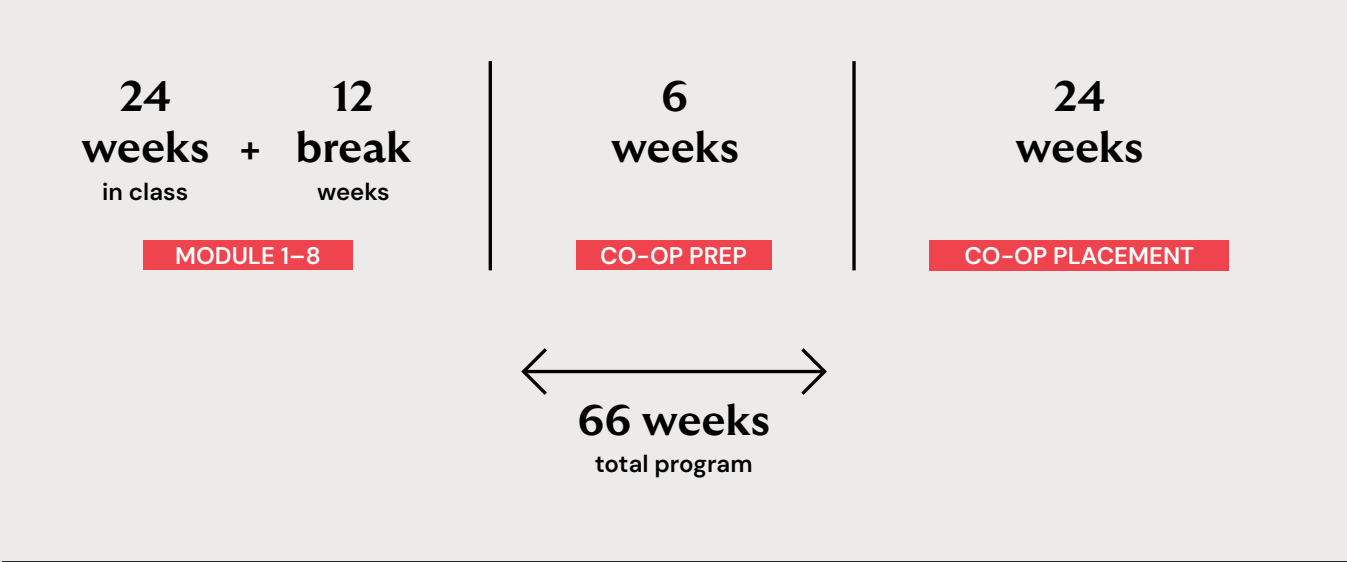 24
weeks
in class
+
12
break
weeks
MODULE 1–8
6
weeks
CO-OP PREP
24
weeks
CO-OP PLACEMENT
66 weeks
total program